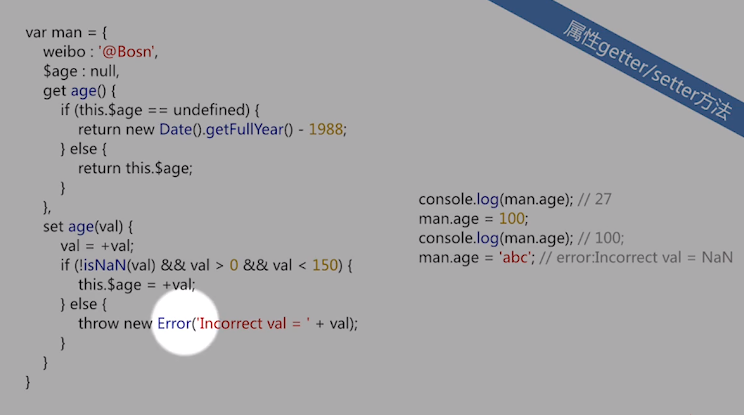 属性getter/setter方法
var man = {
weibo : '@Bosn',
$age : null,
get age() {
if (this.$age == undefined) {
return new Date().getFullYear() - 1988;
} else {
return this.$age;
}
},
set age(val) {
val = +val;
if (!isNaN(val) && val > 0 && val < 150) {
this.$age = +val;
} else {
throw new Error('Incorrect val = ' + val);
}
}
}
console.log(man.age); // 27
man.age = 100;
console.log(man.age); // 100;
man.age = 'abc'; // error:Incorrect val = NaN